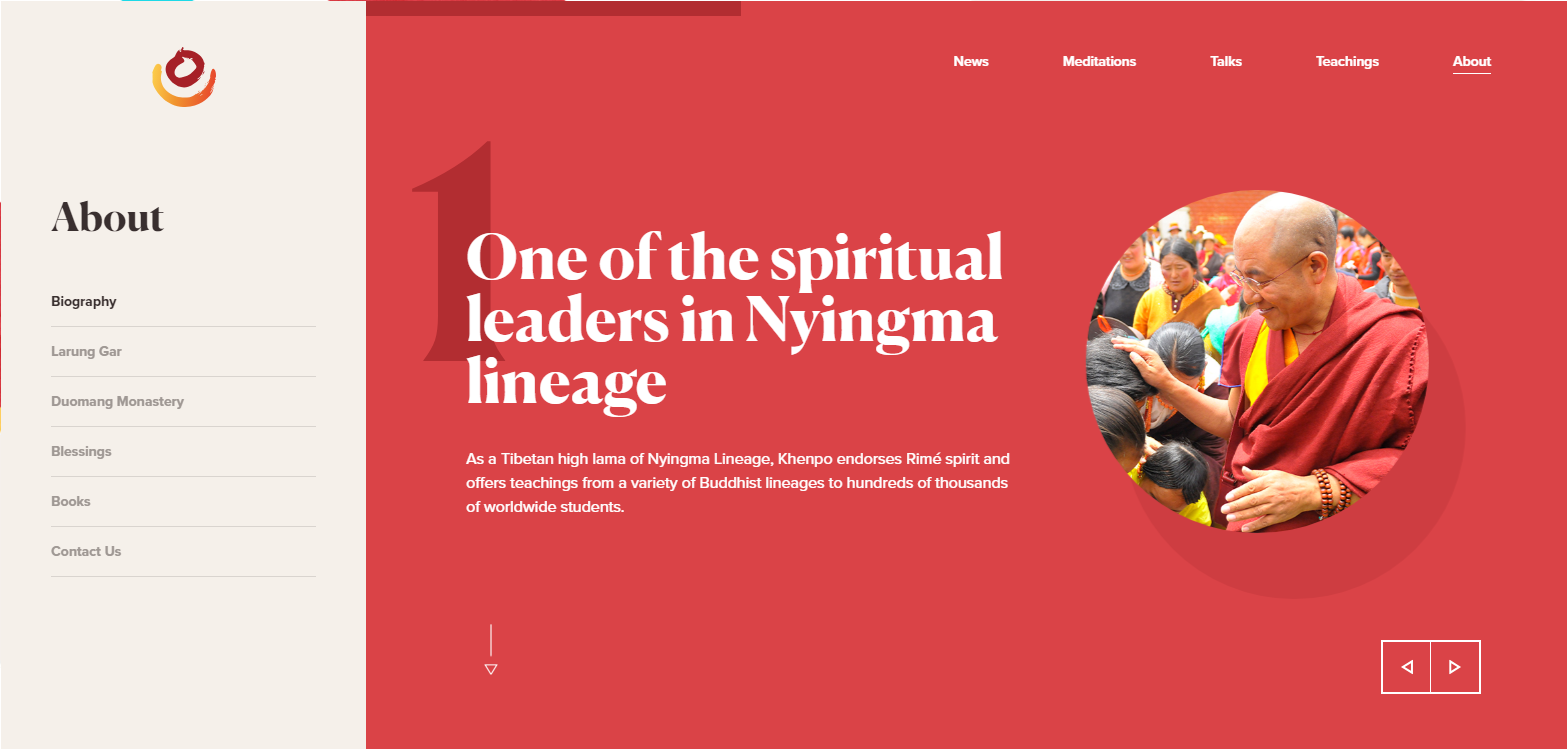 News
Meditations
Talks
Teachings
About
About
Biography
Larung Gar
Duomang Monastery
Blessings
Books
Contact Us
1
One of the spiritual
leaders in Nyingma
lineage
As a Tibetan high lama of Nyingma Lineage, Khenpo endorses Rimé spirit and
offers teachings from a variety of Buddhist lineages to hundreds of thousands
of worldwide students.